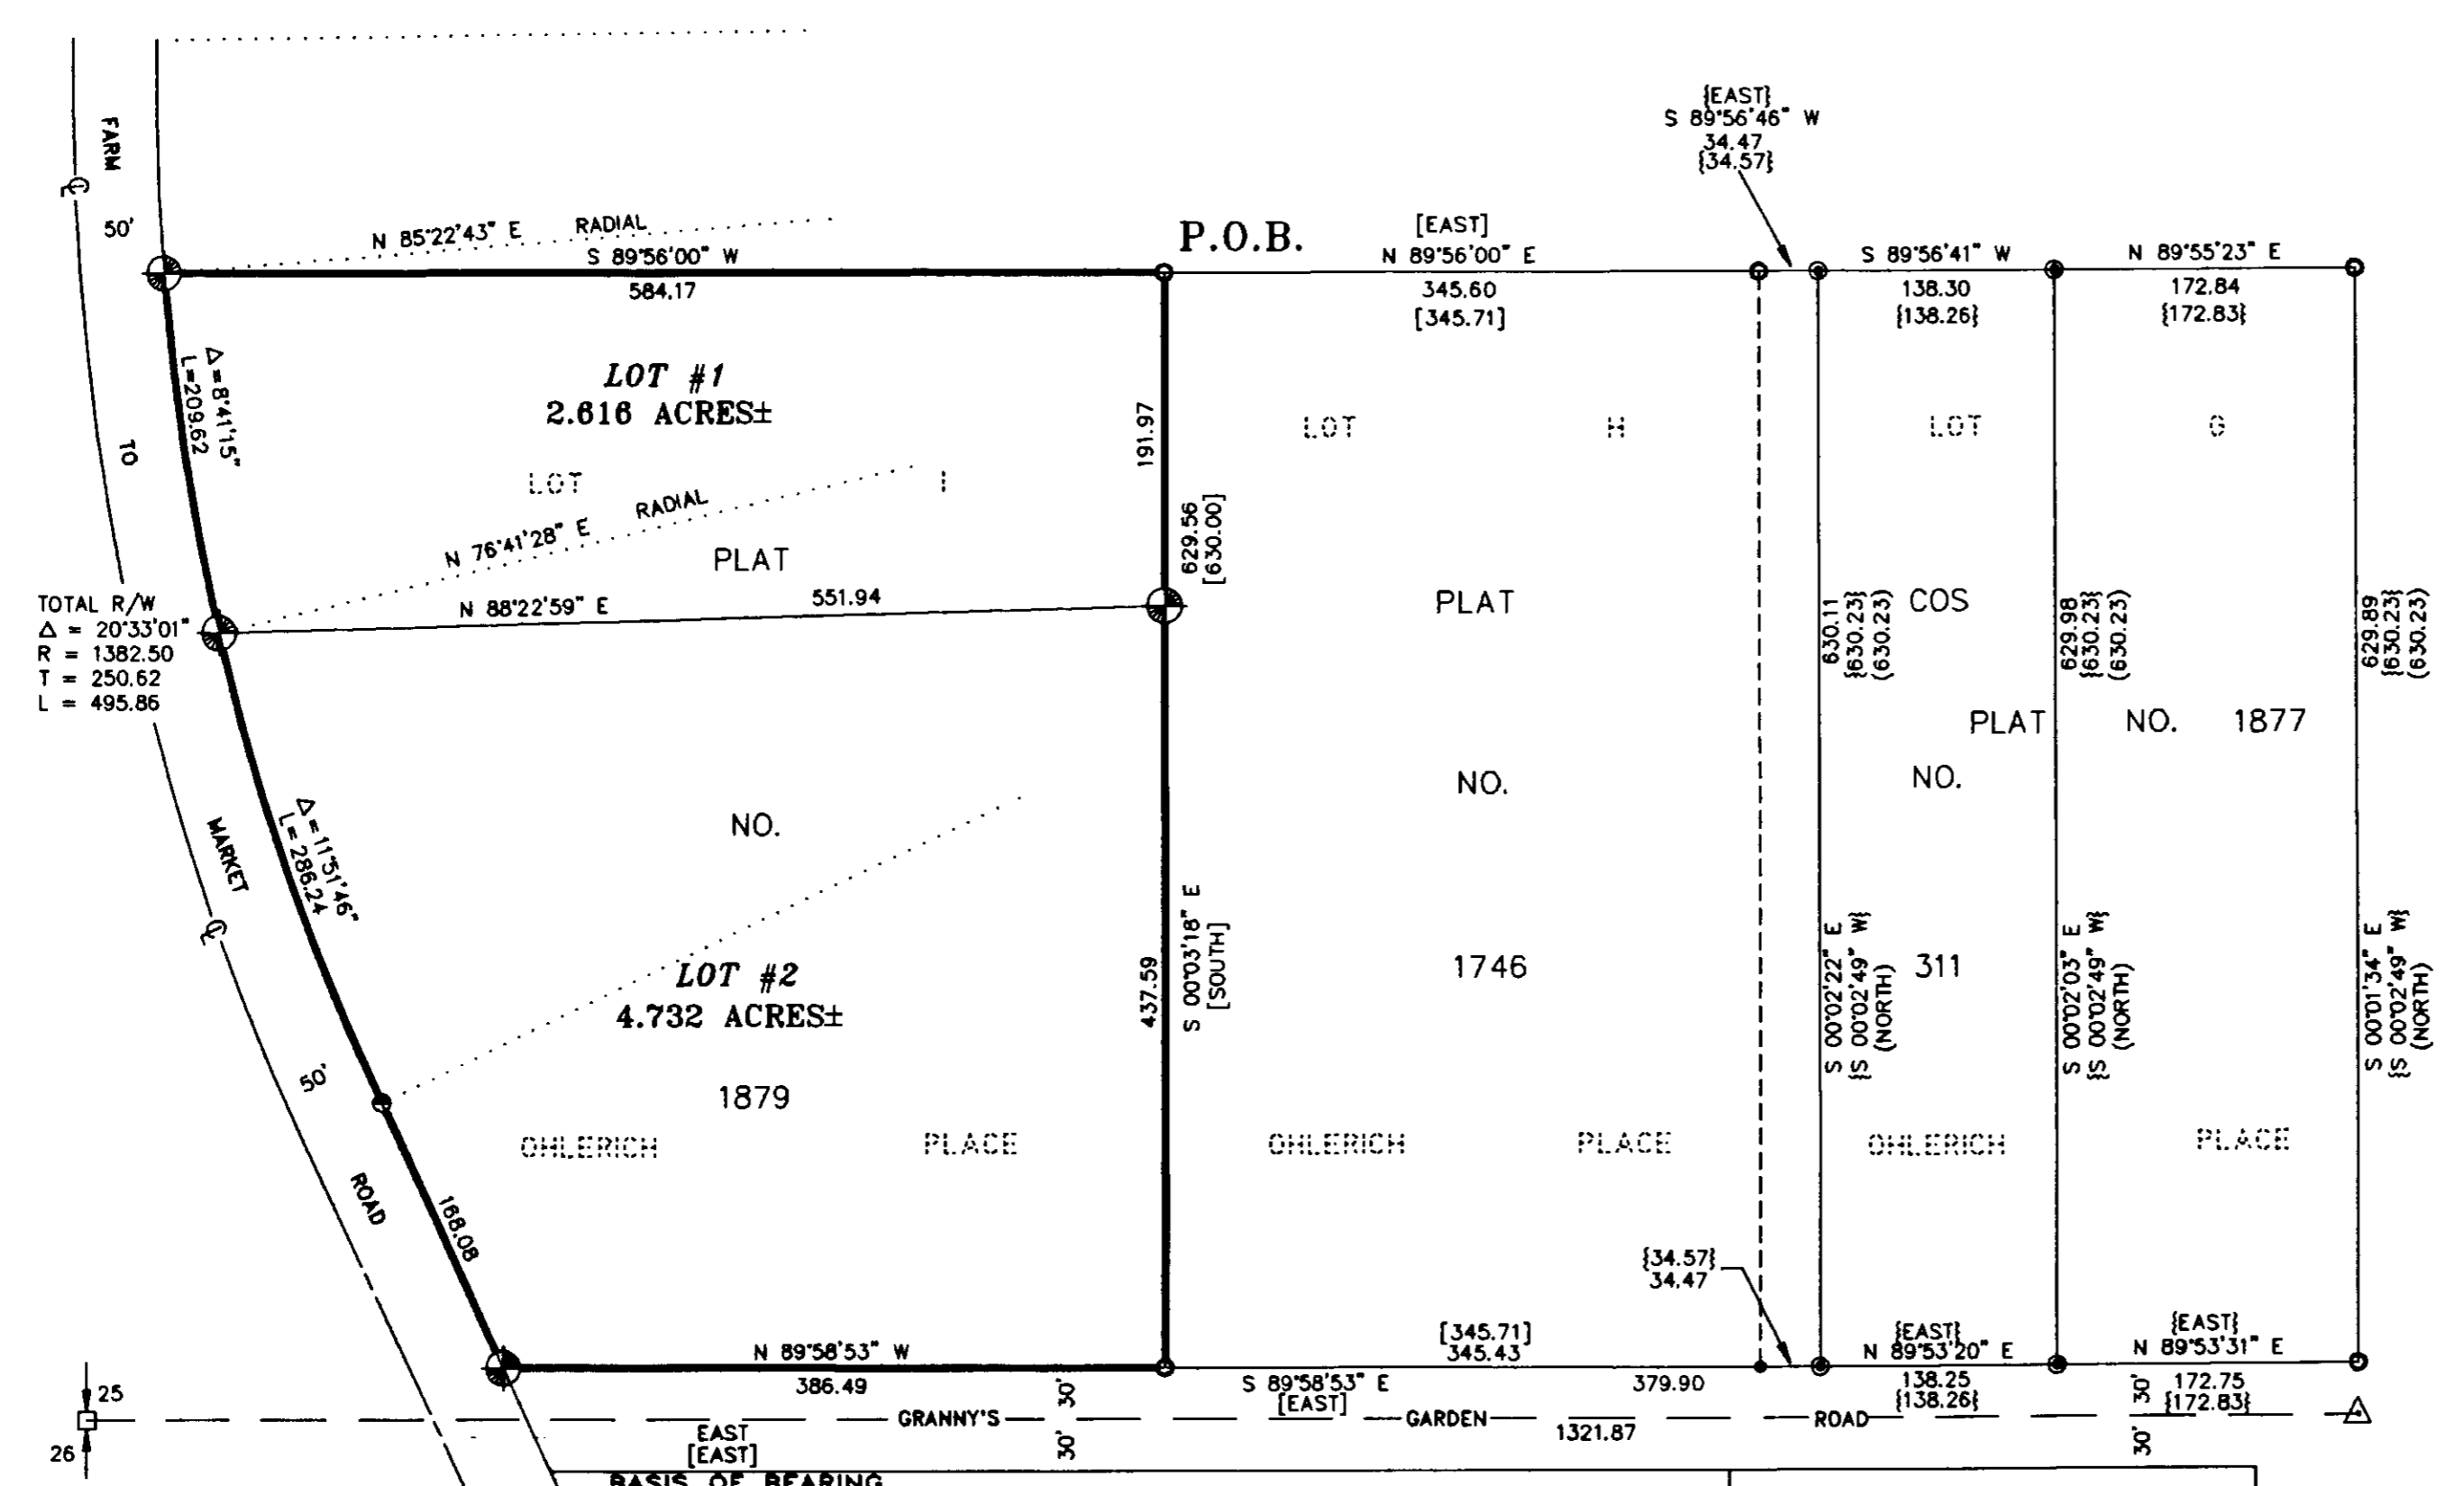 {EAST}
S 89°56'46" W
34.47
{34.57}
FARM
50'
N 85°22'43" E RADIAL
S 89°56'00" W
584.17
P.O.B.
[EAST]
N 89°56'00" E
345.60
[345.71]
S 89°56'41" W
138.30
{138.26}
N 89°55'23" E
172.84
{172.83}
Δ = 8°41'15"
L=209.62
LOT #1
2.616 ACRES±
191.97
LOT H
LOT G
TO
LOT I
N 76°41'28" E RADIAL
PLAT
629.56
[630.00]
N 88°22'59" E 551.94
TOTAL R/W
Δ = 20°33'01"
R = 1382.50
T = 250.62
L = 495.86
PLAT
COS
630.11
{630.23}
(630.23)
629.98
{630.23}
(630.23)
629.89
{630.23}
(630.23)
PLAT NO. 1877
NO.
NO.
NO.
MARKET
Δ=11°51'46"
L= 286.24
LOT #2
4.732 ACRES±
437.59
S 00°03'18" E
[SOUTH]
1746
311
S 00°02'22" E
{S 00°02'49" W}
(NORTH)
S 00°02'03" E
{S 00°02'49" W}
(NORTH)
S 00°01'34" E
{S 00°02'49" W}
(NORTH)
50'
1879
OHLERICH PLACE
OHLERICH PLACE
OHLERICH PLACE
ROAD
168.08
{34.57}
34.47
N 89°58'53" W
386.49
[345.71]
345.43
S 89°58'53" E
[EAST]
379.90
{EAST}
N 89°53'20" E
138.25
{138.26}
{EAST}
N 89°53'31" E
172.75
{172.83}
25
26
30'
30'
30'
30'
GRANNY'S GARDEN ROAD
EAST
[EAST]
1321.87
BASIS OF BEARING